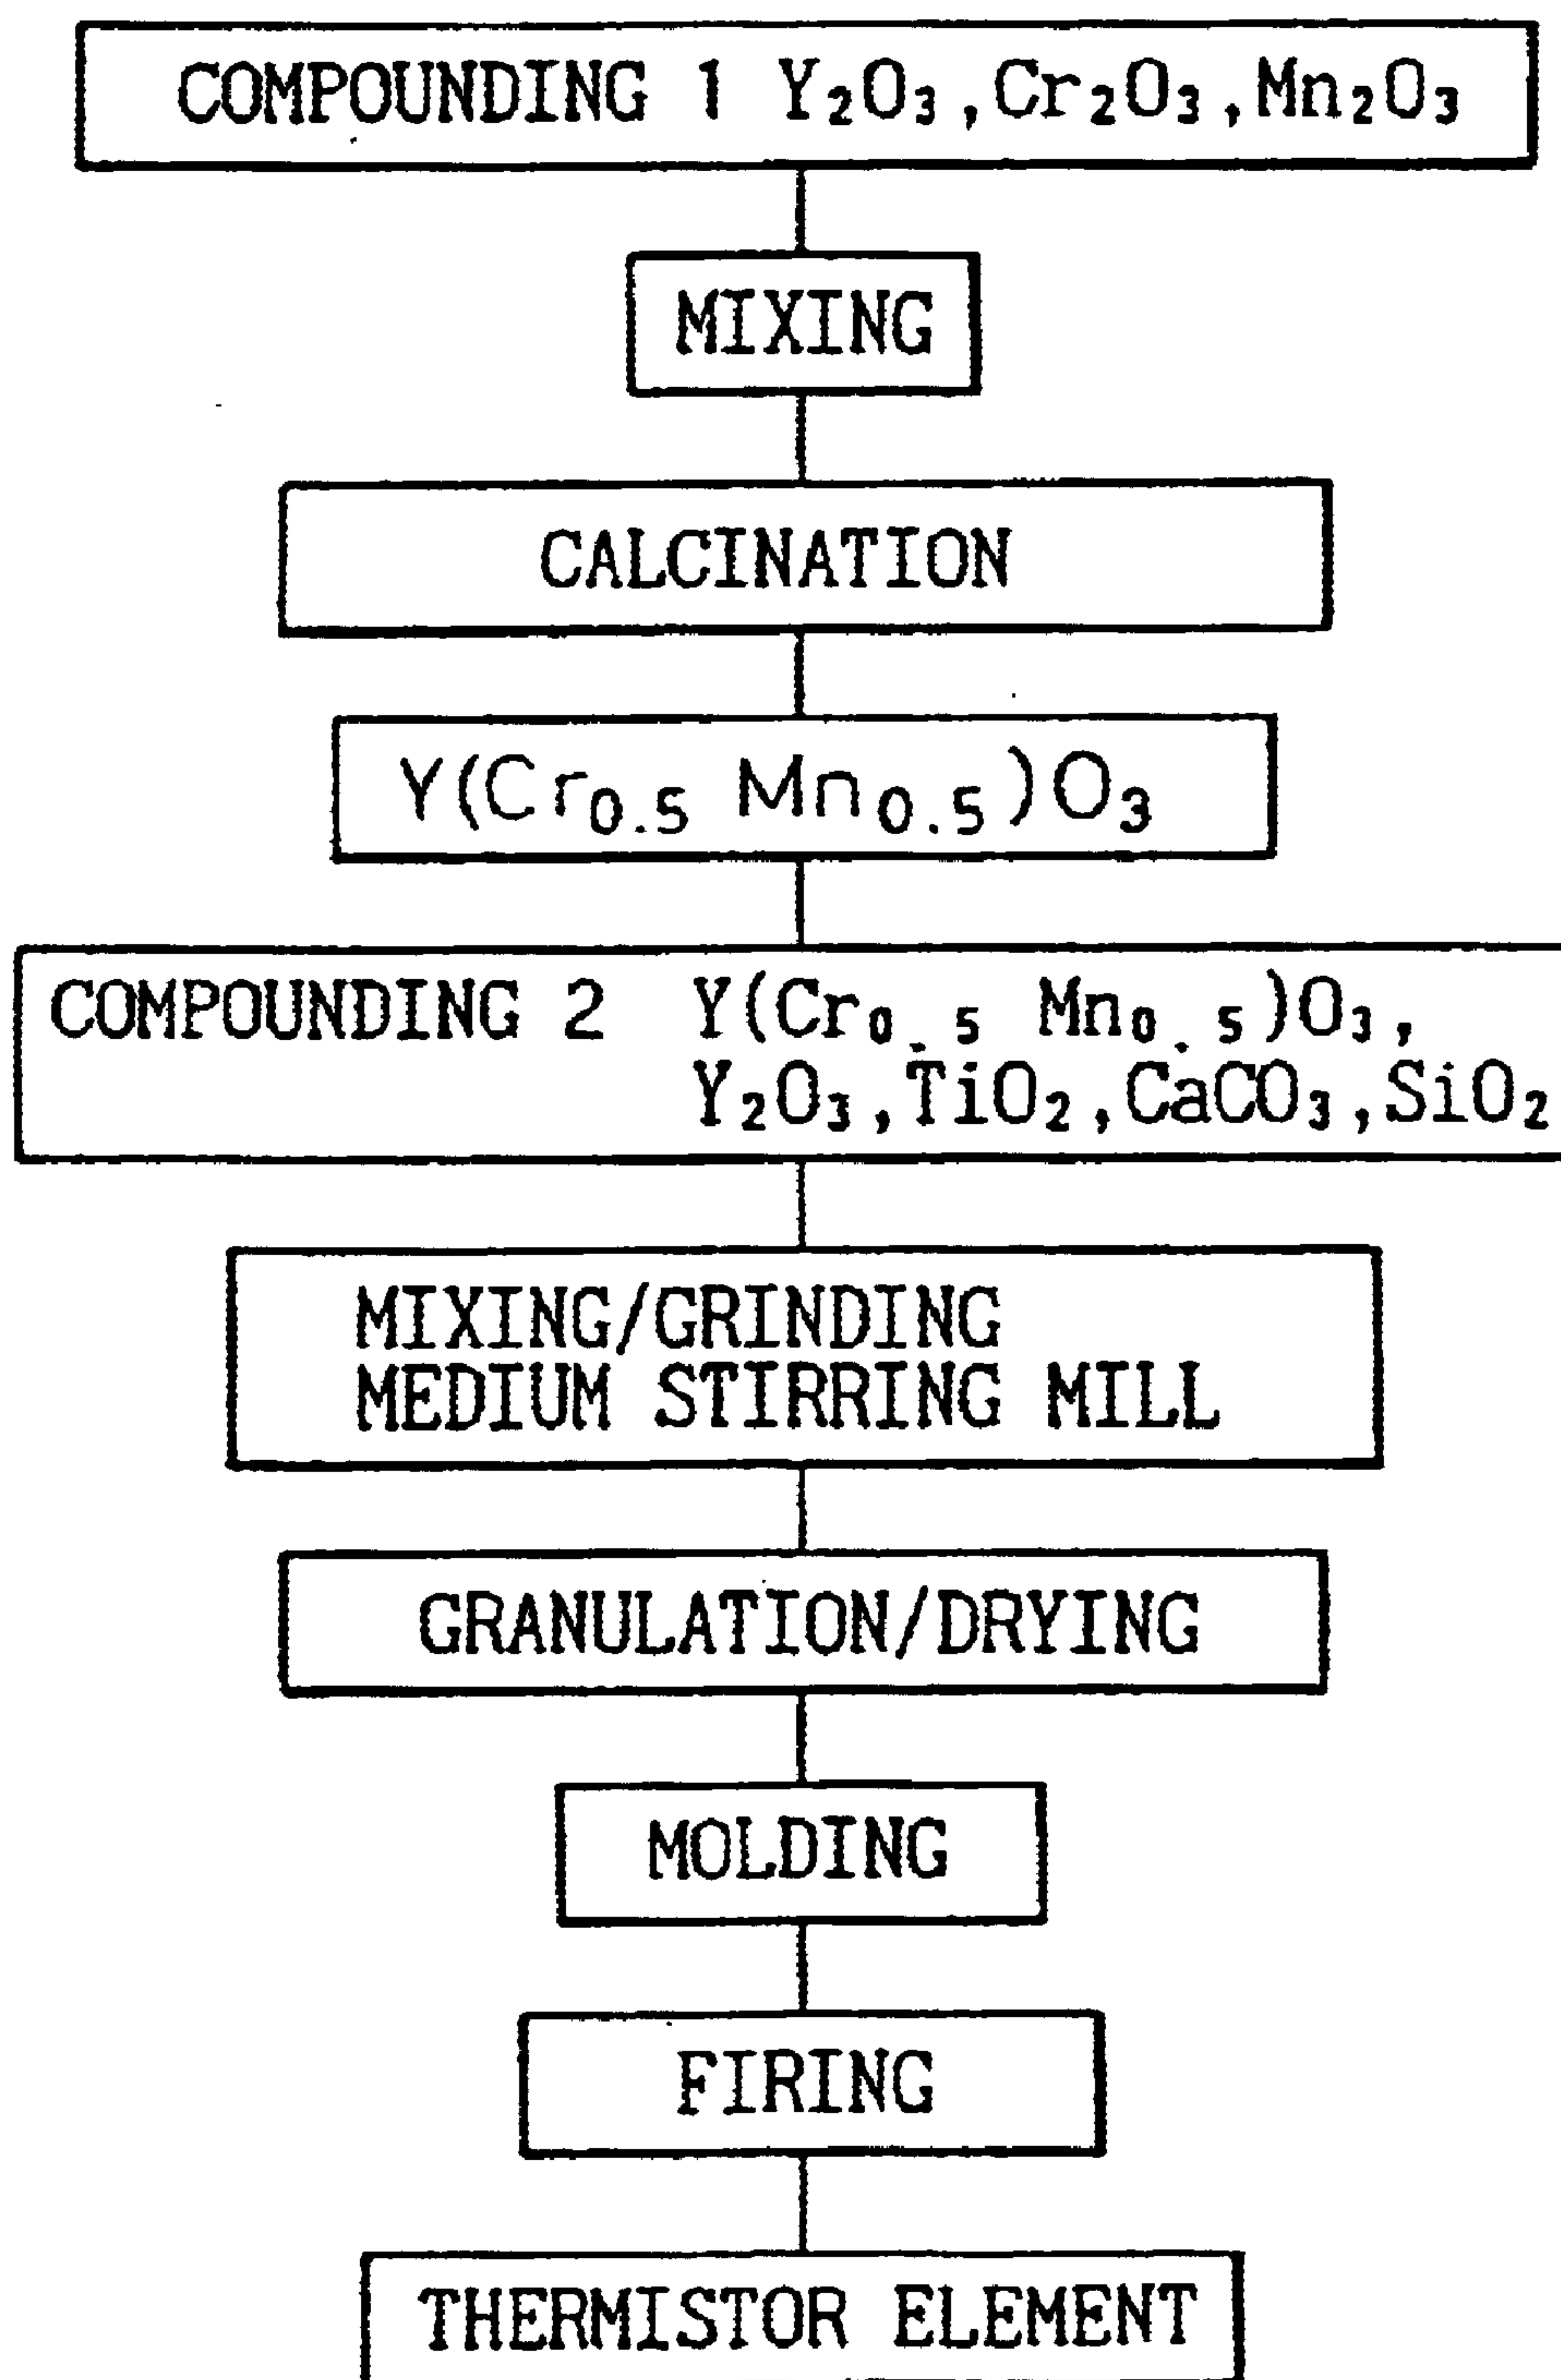 COMPOUNDING 1 Y₂O₃,Cr₂O₃,Mn₂O₃
MIXING
CALCINATION
Y(Cr₀.₅ Mn₀.₅)O₃
COMPOUNDING 2 Y(Cr₀.₅ Mn₀.₅)O₃,
Y₂O₃,TiO₂,CaCO₃,SiO₂
MIXING/GRINDING
MEDIUM STIRRING MILL
GRANULATION/DRYING
MOLDING
FIRING
THERMISTOR ELEMENT